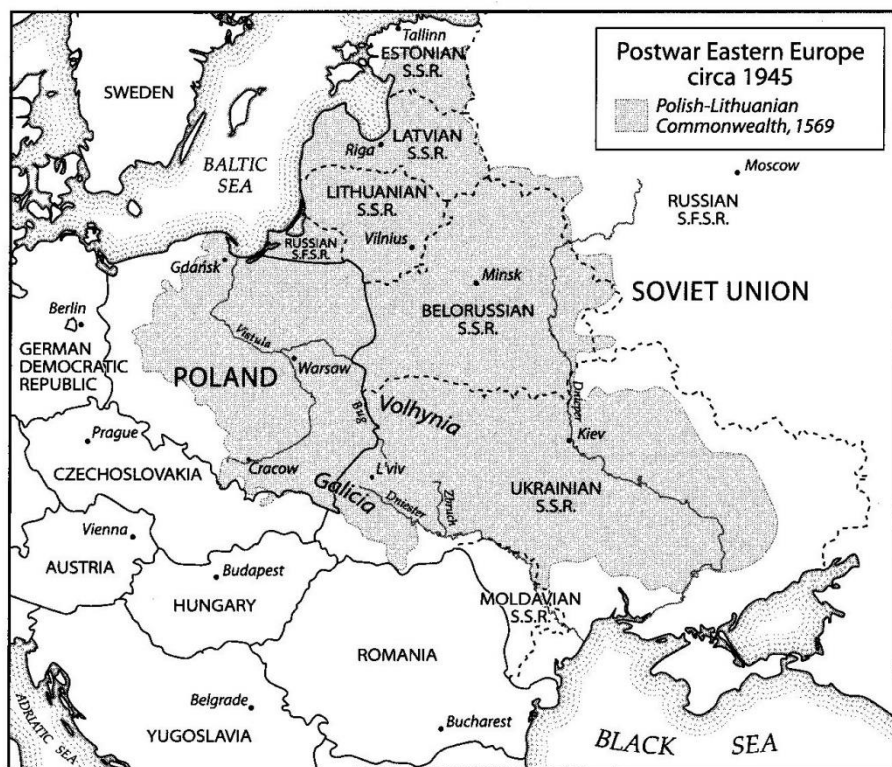 Postwar Eastern Europe
circa 1945
Polish-Lithuanian
Commonwealth, 1569
Tallinn
ESTONIAN
S.S.R.
SWEDEN
LATVIAN
S.S.R.
Riga
BALTIC
SEA
Moscow
RUSSIAN
S.F.S.R.
LITHUANIAN
S.S.R.
RUSSIAN
S.F.S.R.
Vilnius
Gdańsk
Minsk
SOVIET UNION
BELORUSSIAN
S.S.R.
Berlin
GERMAN
DEMOCRATIC
REPUBLIC
Vistula
Warsaw
POLAND
Bug
Volhynia
Dnieper
Kiev
Prague
CZECHOSLOVAKIA
Cracow
L'viv
Galicia
Dniester
Zbruch
UKRAINIAN
S.S.R.
Vienna
AUSTRIA
Budapest
HUNGARY
MOLDAVIAN
S.S.R.
ROMANIA
Belgrade
YUGOSLAVIA
Bucharest
ADRIATIC SEA
BLACK SEA